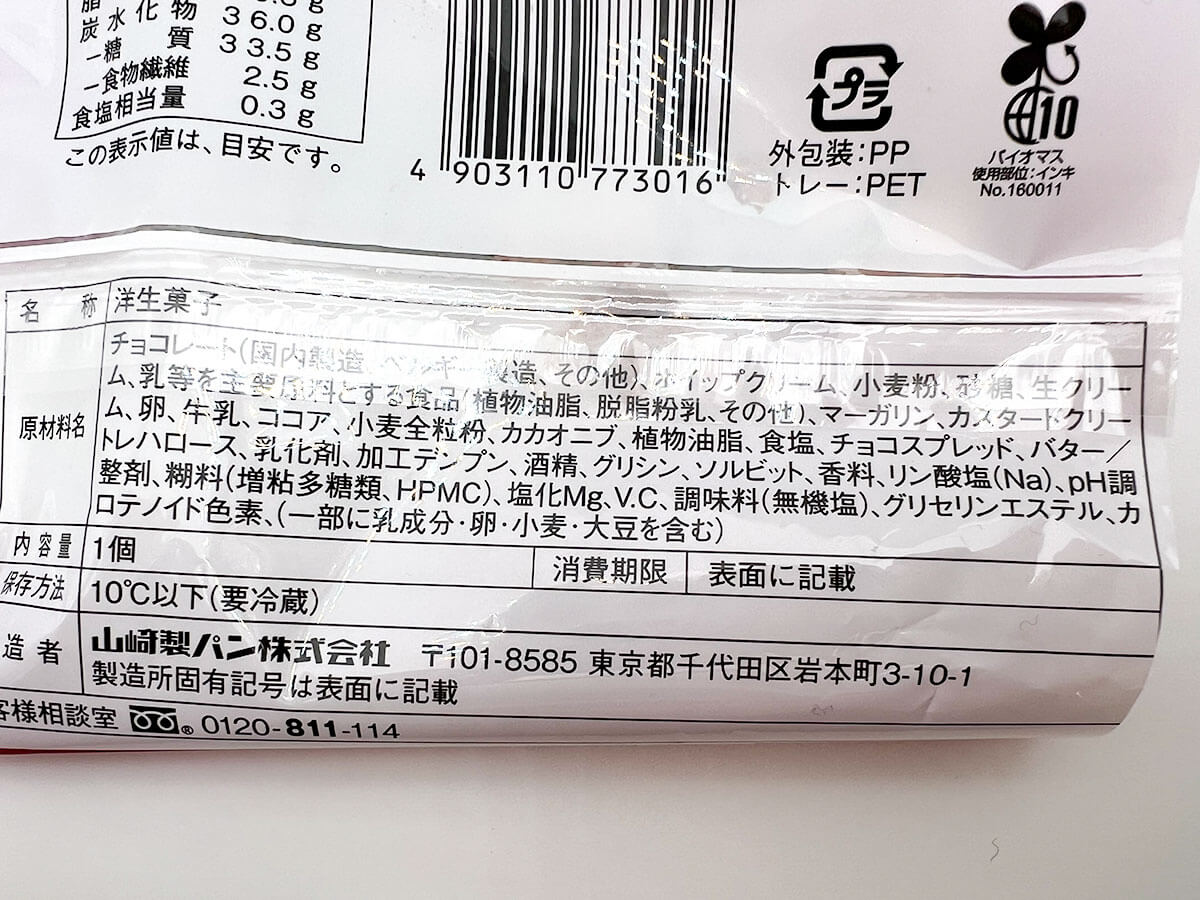 脂
炭水化物 36.0g
－糖質 33.5g
－食物繊維 2.5g
食塩相当量 0.3g
この表示値は、目安です。
4 903110 773016
プラ
外包装:PP
トレー:PET
10
バイオマス
使用部位:インキ
No.160011
名称 洋生菓子
原材料名
チョコレート(国内製造、ベルギー製造、その他)、ホイップクリーム、小麦粉、砂糖、生クリー
ム、乳等を主要原料とする食品(植物油脂、脱脂粉乳、その他)、マーガリン、カスタードクリー
ム、卵、牛乳、ココア、小麦全粒粉、カカオニブ、植物油脂、食塩、チョコスプレッド、バター／
トレハロース、乳化剤、加工デンプン、酒精、グリシン、ソルビット、香料、リン酸塩(Na)、pH調
整剤、糊料(増粘多糖類、HPMC)、塩化Mg、V.C、調味料(無機塩)、グリセリンエステル、カ
ロテノイド色素、(一部に乳成分・卵・小麦・大豆を含む)
内容量 1個 消費期限 表面に記載
保存方法 10℃以下(要冷蔵)
造者 山崎製パン株式会社 〒101-8585 東京都千代田区岩本町3-10-1
製造所固有記号は表面に記載
客様相談室 ® 0120-811-114